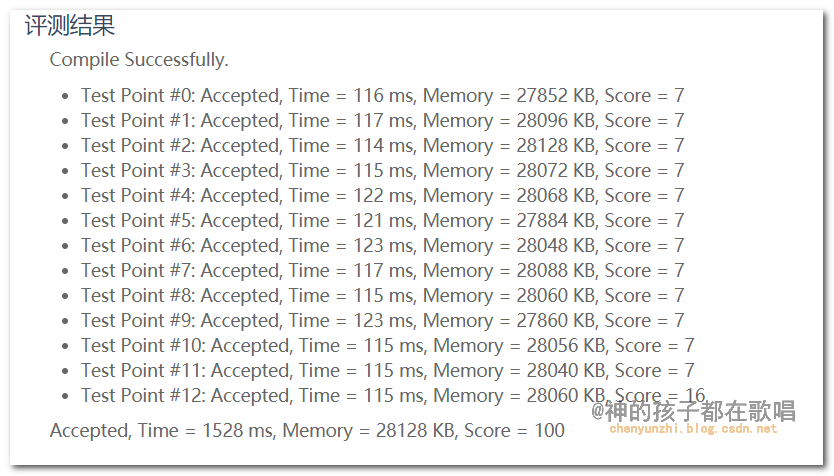 评测结果
Compile Successfully.
• Test Point #0: Accepted, Time = 116 ms, Memory = 27852 KB, Score = 7
• Test Point #1: Accepted, Time = 117 ms, Memory = 28096 KB, Score = 7
• Test Point #2: Accepted, Time = 114 ms, Memory = 28128 KB, Score = 7
• Test Point #3: Accepted, Time = 115 ms, Memory = 28072 KB, Score = 7
• Test Point #4: Accepted, Time = 122 ms, Memory = 28068 KB, Score = 7
• Test Point #5: Accepted, Time = 121 ms, Memory = 27884 KB, Score = 7
• Test Point #6: Accepted, Time = 123 ms, Memory = 28048 KB, Score = 7
• Test Point #7: Accepted, Time = 117 ms, Memory = 28088 KB, Score = 7
• Test Point #8: Accepted, Time = 115 ms, Memory = 28060 KB, Score = 7
• Test Point #9: Accepted, Time = 123 ms, Memory = 27860 KB, Score = 7
• Test Point #10: Accepted, Time = 115 ms, Memory = 28056 KB, Score = 7
• Test Point #11: Accepted, Time = 115 ms, Memory = 28040 KB, Score = 7
• Test Point #12: Accepted, Time = 115 ms, Memory = 28060 KB, Score = 16
Accepted, Time = 1528 ms, Memory = 28128 KB, Score = 100
@神的孩子都在歌唱
chenyunzhi.blog.csdn.net